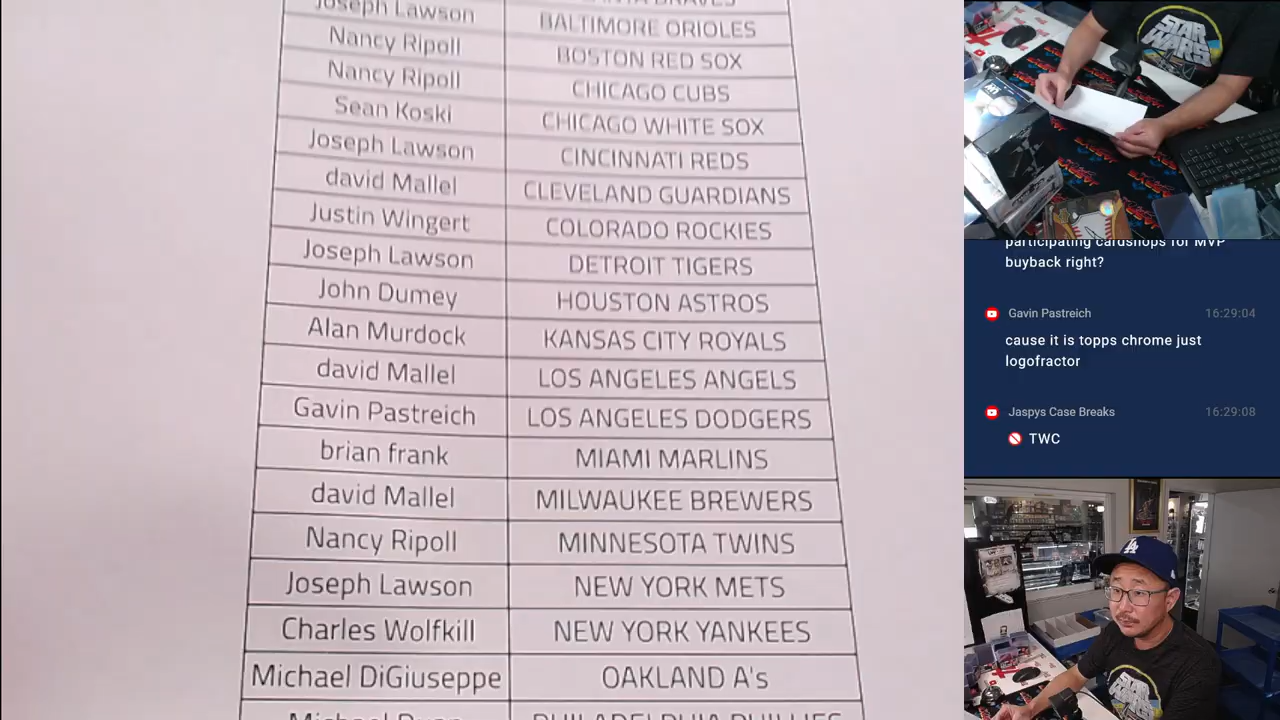 Joseph Lawson BALTIMORE ORIOLES
Nancy Ripoll BOSTON RED SOX
Nancy Ripoll CHICAGO CUBS
Sean Koski CHICAGO WHITE SOX
Joseph Lawson CINCINNATI REDS
david Mallel CLEVELAND GUARDIANS
Justin Wingert COLORADO ROCKIES
Joseph Lawson DETROIT TIGERS
John Dumey HOUSTON ASTROS
Alan Murdock KANSAS CITY ROYALS
david Mallel LOS ANGELES ANGELS
Gavin Pastreich LOS ANGELES DODGERS
brian frank MIAMI MARLINS
david Mallel MILWAUKEE BREWERS
Nancy Ripoll MINNESOTA TWINS
Joseph Lawson NEW YORK METS
Charles Wolfkill NEW YORK YANKEES
Michael DiGiuseppe OAKLAND A's
PHILADELPHIA PHILLIES
STAR
WARS
participating cardshops for MVP
buyback right?
Gavin Pastreich 16:29:04
cause it is topps chrome just
logofractor
Jaspys Case Breaks 16:29:08
TWC
LA
STAR
WARS